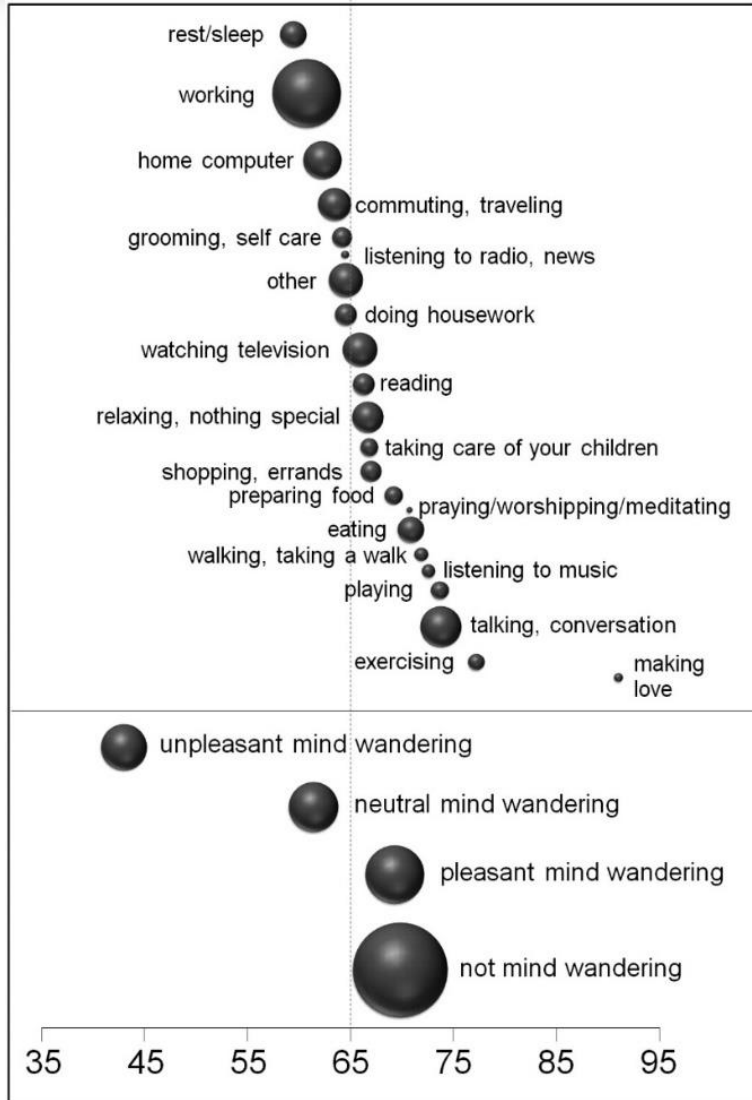 rest/sleep
working
home computer
commuting, traveling
grooming, self care
listening to radio, news
other
doing housework
watching television
reading
relaxing, nothing special
taking care of your children
shopping, errands
preparing food
praying/worshipping/meditating
eating
walking, taking a walk
listening to music
playing
talking, conversation
exercising
making
love
unpleasant mind wandering
neutral mind wandering
pleasant mind wandering
not mind wandering
35 45 55 65 75 85 95